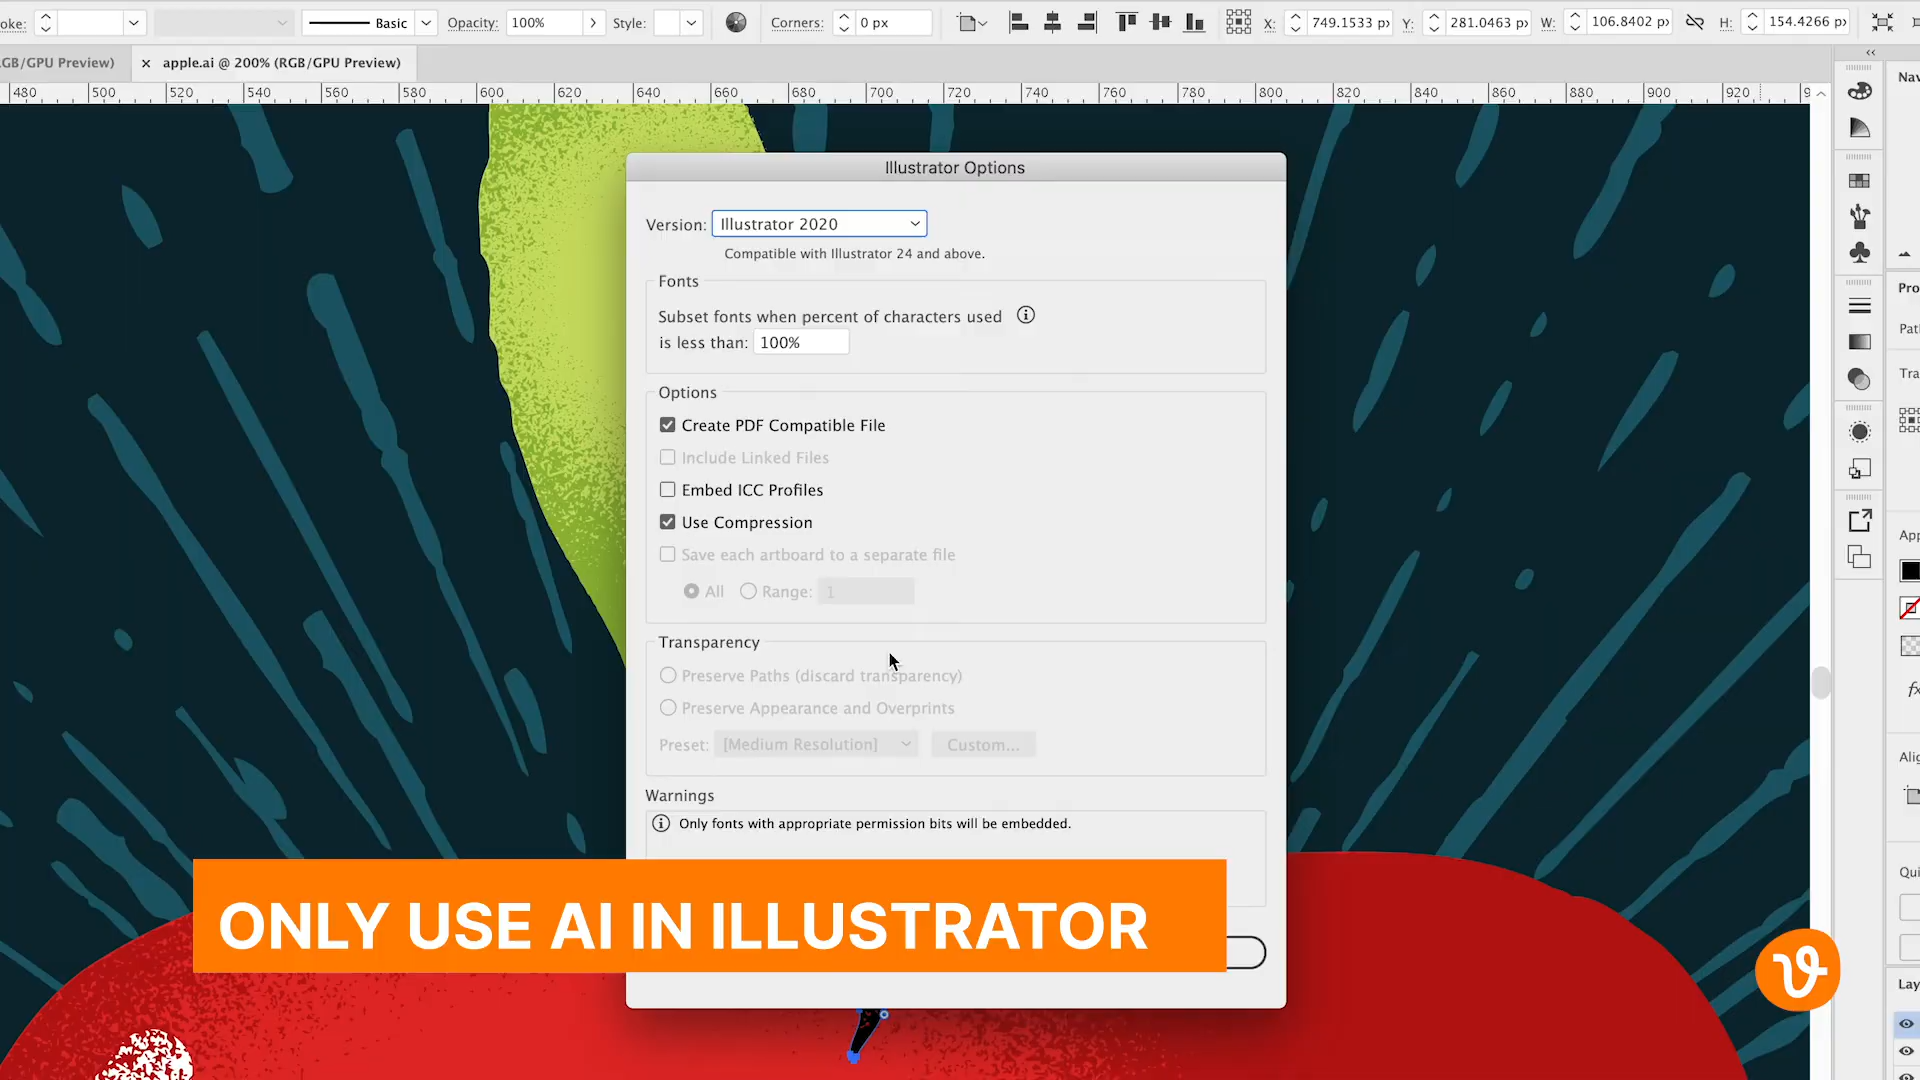 oke:
Basic
Opacity:
100%
Style:
Corners:
0 px
X:
749.1533 px
Y:
281.0463 px
W:
106.8402 px
H:
154.4266 p
GB/GPU Preview)
× apple.ai @ 200% (RGB/GPU Preview)
480 500 520 540 560 580 600 620 640 660 680 700 720 740 760 780 800 820 840 860 880 900 920 9
Nav
Illustrator Options
Version: Illustrator 2020
Compatible with Illustrator 24 and above.
Fonts
Subset fonts when percent of characters used
is less than: 100%
Options
Create PDF Compatible File
Include Linked Files
Embed ICC Profiles
Use Compression
Save each artboard to a separate file
All Range: 1
Transparency
Preserve Paths (discard transparency)
Preserve Appearance and Overprints
Preset: [Medium Resolution] Custom...
Warnings
Only fonts with appropriate permission bits will be embedded.
ONLY USE AI IN ILLUSTRATOR
Pro
Pat
Tra
App
fx
Alig
Qui
Lay